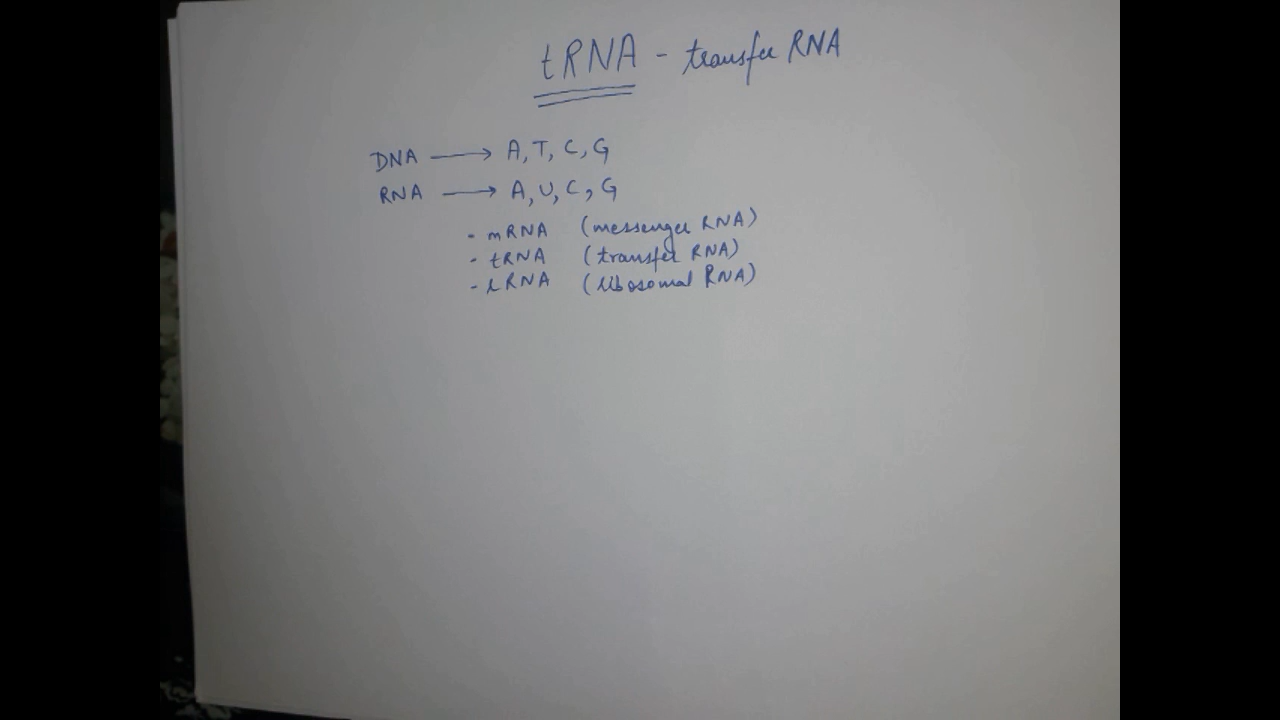 tRNA - transfer RNA
DNA → A, T, C, G
RNA → A, U, C, G
- mRNA (messenger RNA)
- tRNA (transfer RNA)
- rRNA (ribosomal RNA)